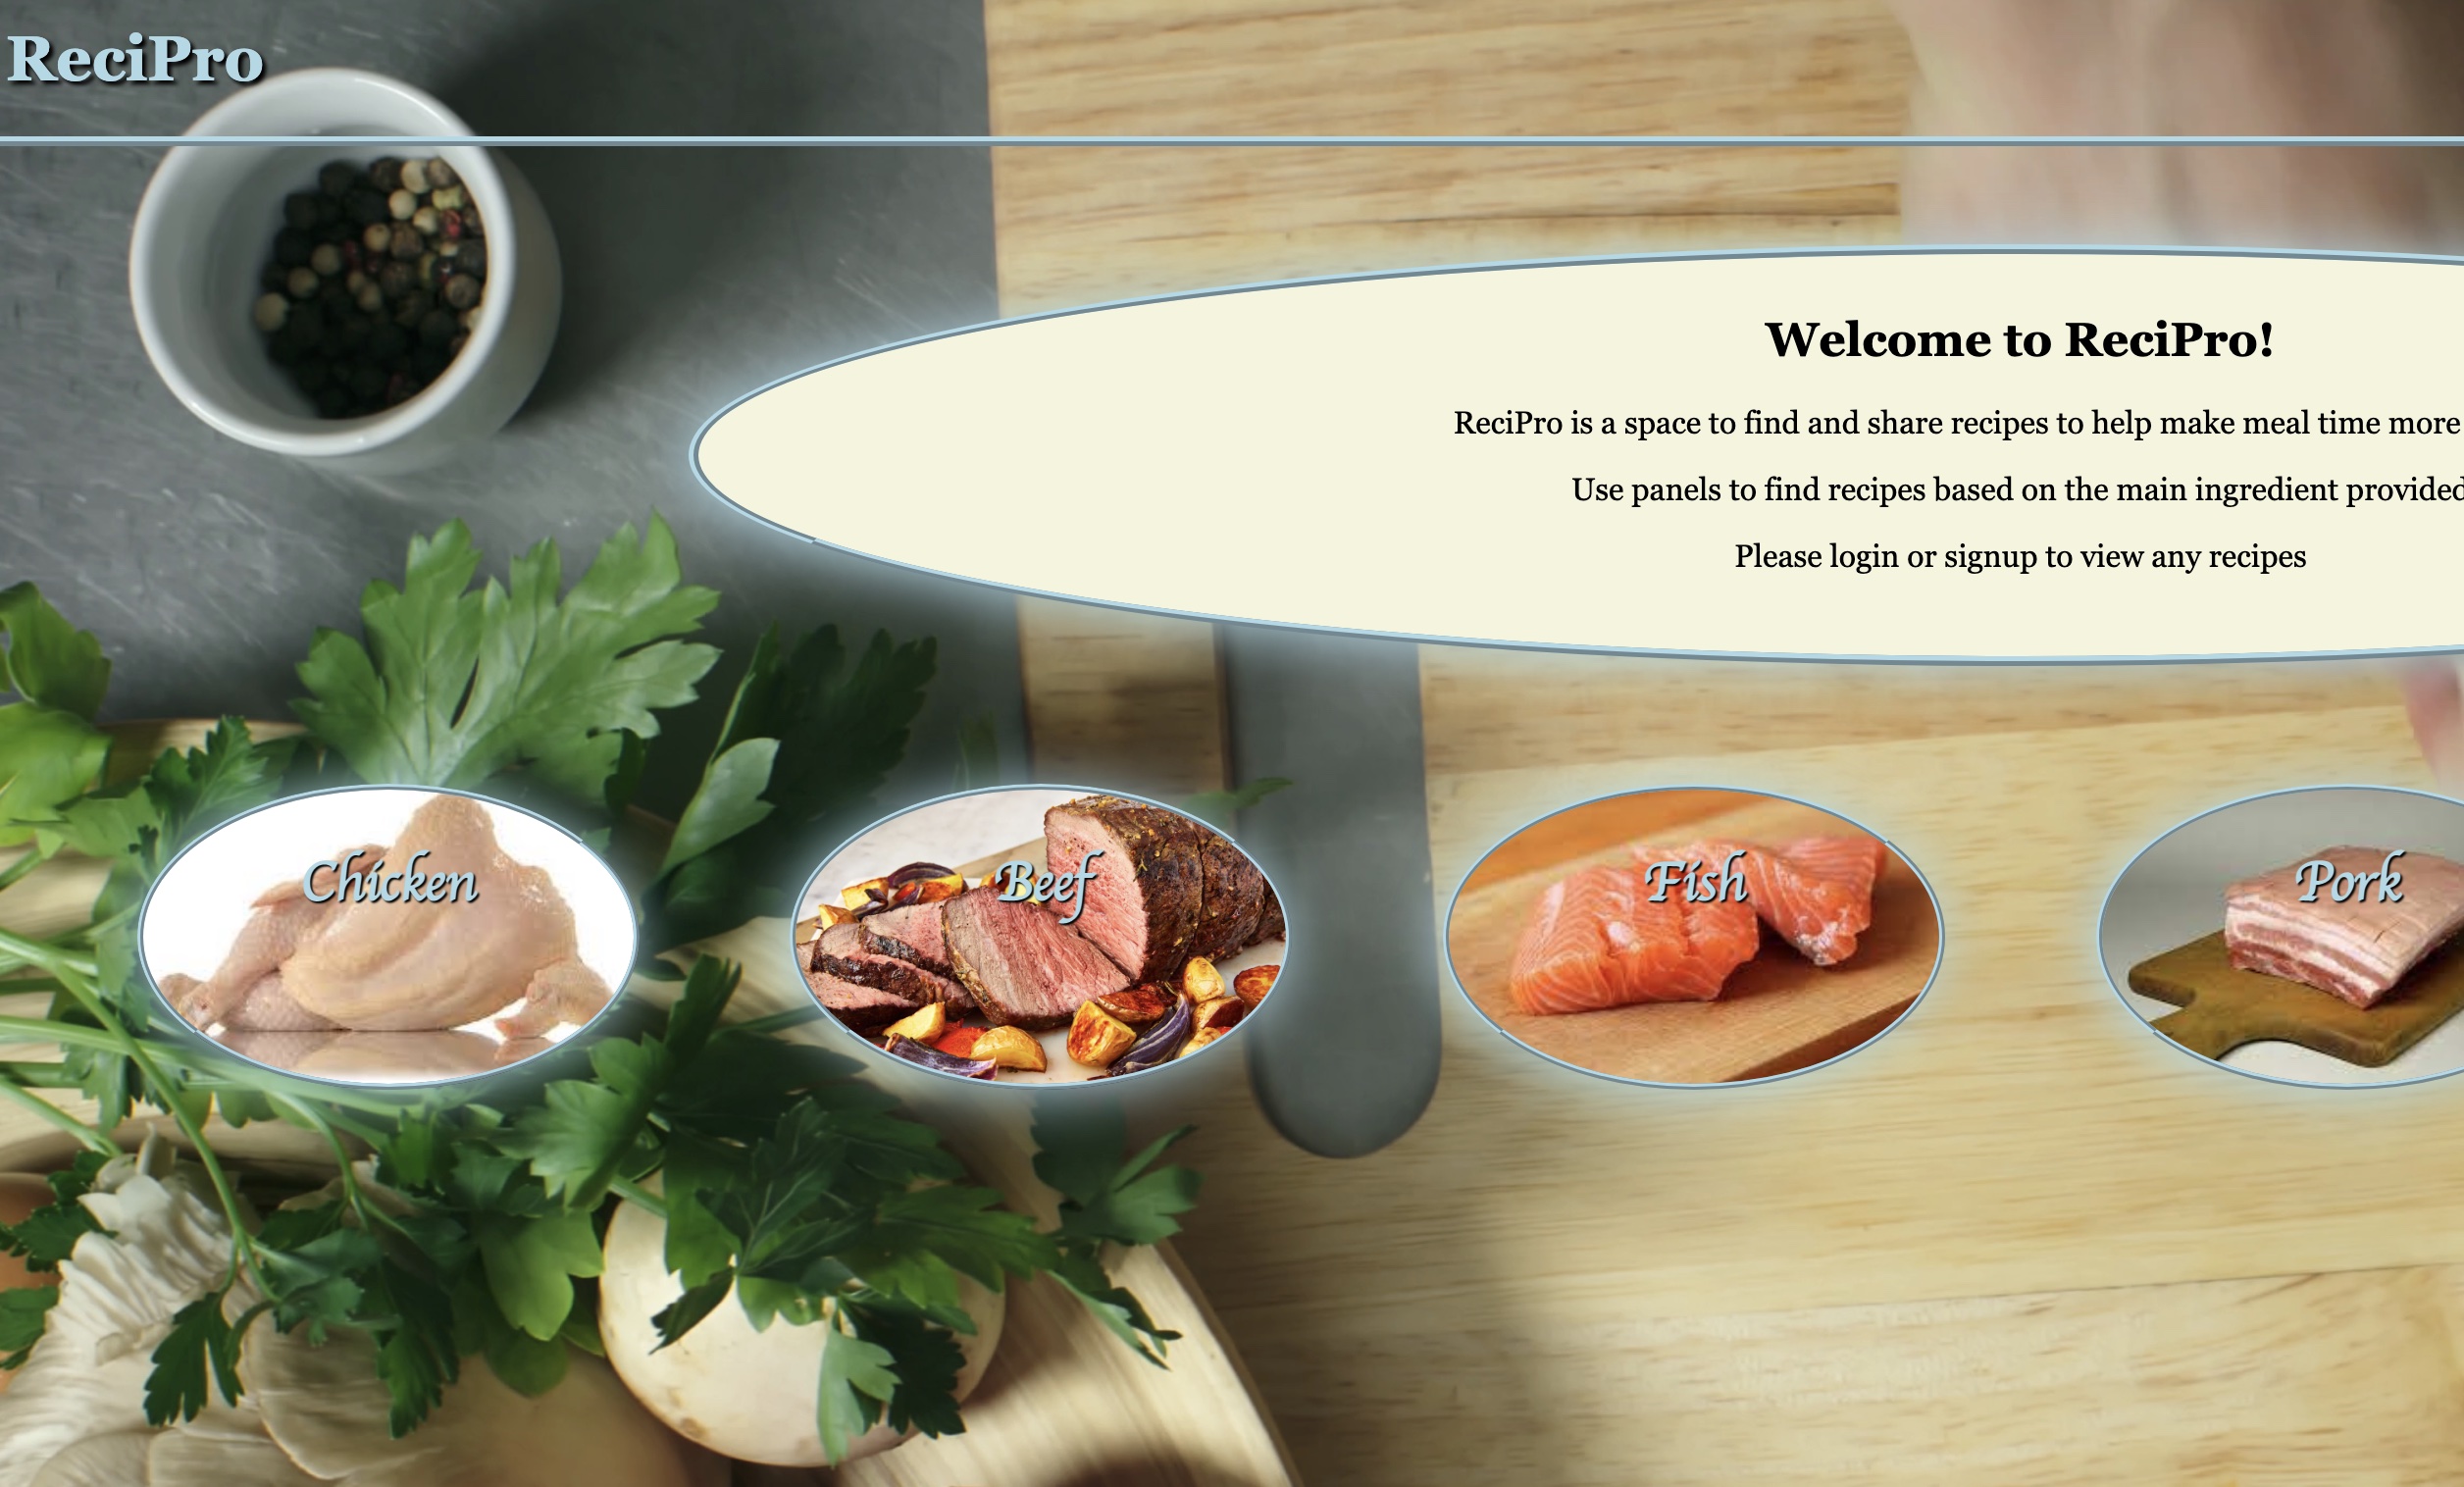 ReciPro
Welcome to ReciPro!
ReciPro is a space to find and share recipes to help make meal time more
Use panels to find recipes based on the main ingredient provided
Please login or signup to view any recipes
Chicken
Beef
Fish
Pork